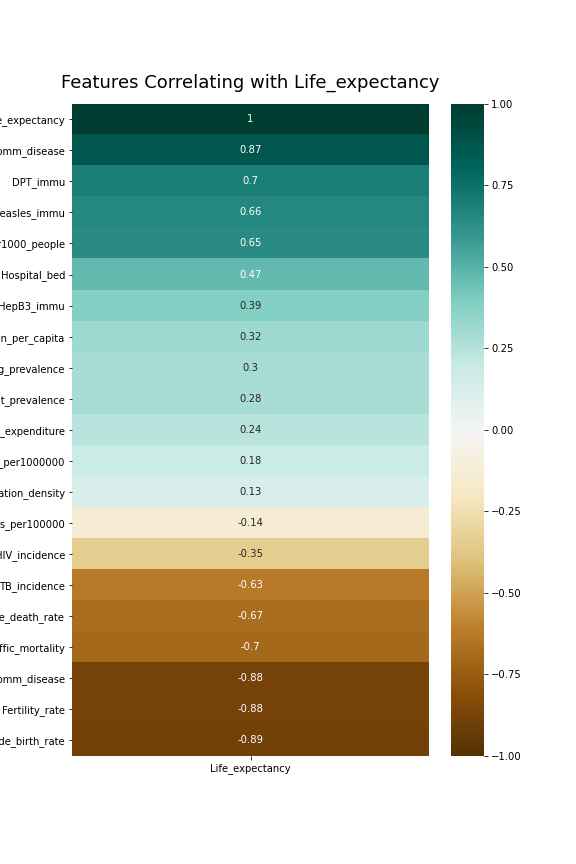 Features Correlating with Life_expectancy
e_expectancy 1
omm_disease 0.87
DPT_immu 0.7
easles_immu 0.66
r1000_people 0.65
Hospital_bed 0.47
HepB3_immu 0.39
n_per_capita 0.32
g_prevalence 0.3
t_prevalence 0.28
_expenditure 0.24
_per1000000 0.18
ation_density 0.13
s_per100000 -0.14
HIV_incidence -0.35
TB_incidence -0.63
e_death_rate -0.67
ffic_mortality -0.7
omm_disease -0.88
Fertility_rate -0.88
de_birth_rate -0.89
Life_expectancy
1.00
0.75
0.50
0.25
0.00
−0.25
−0.50
−0.75
−1.00